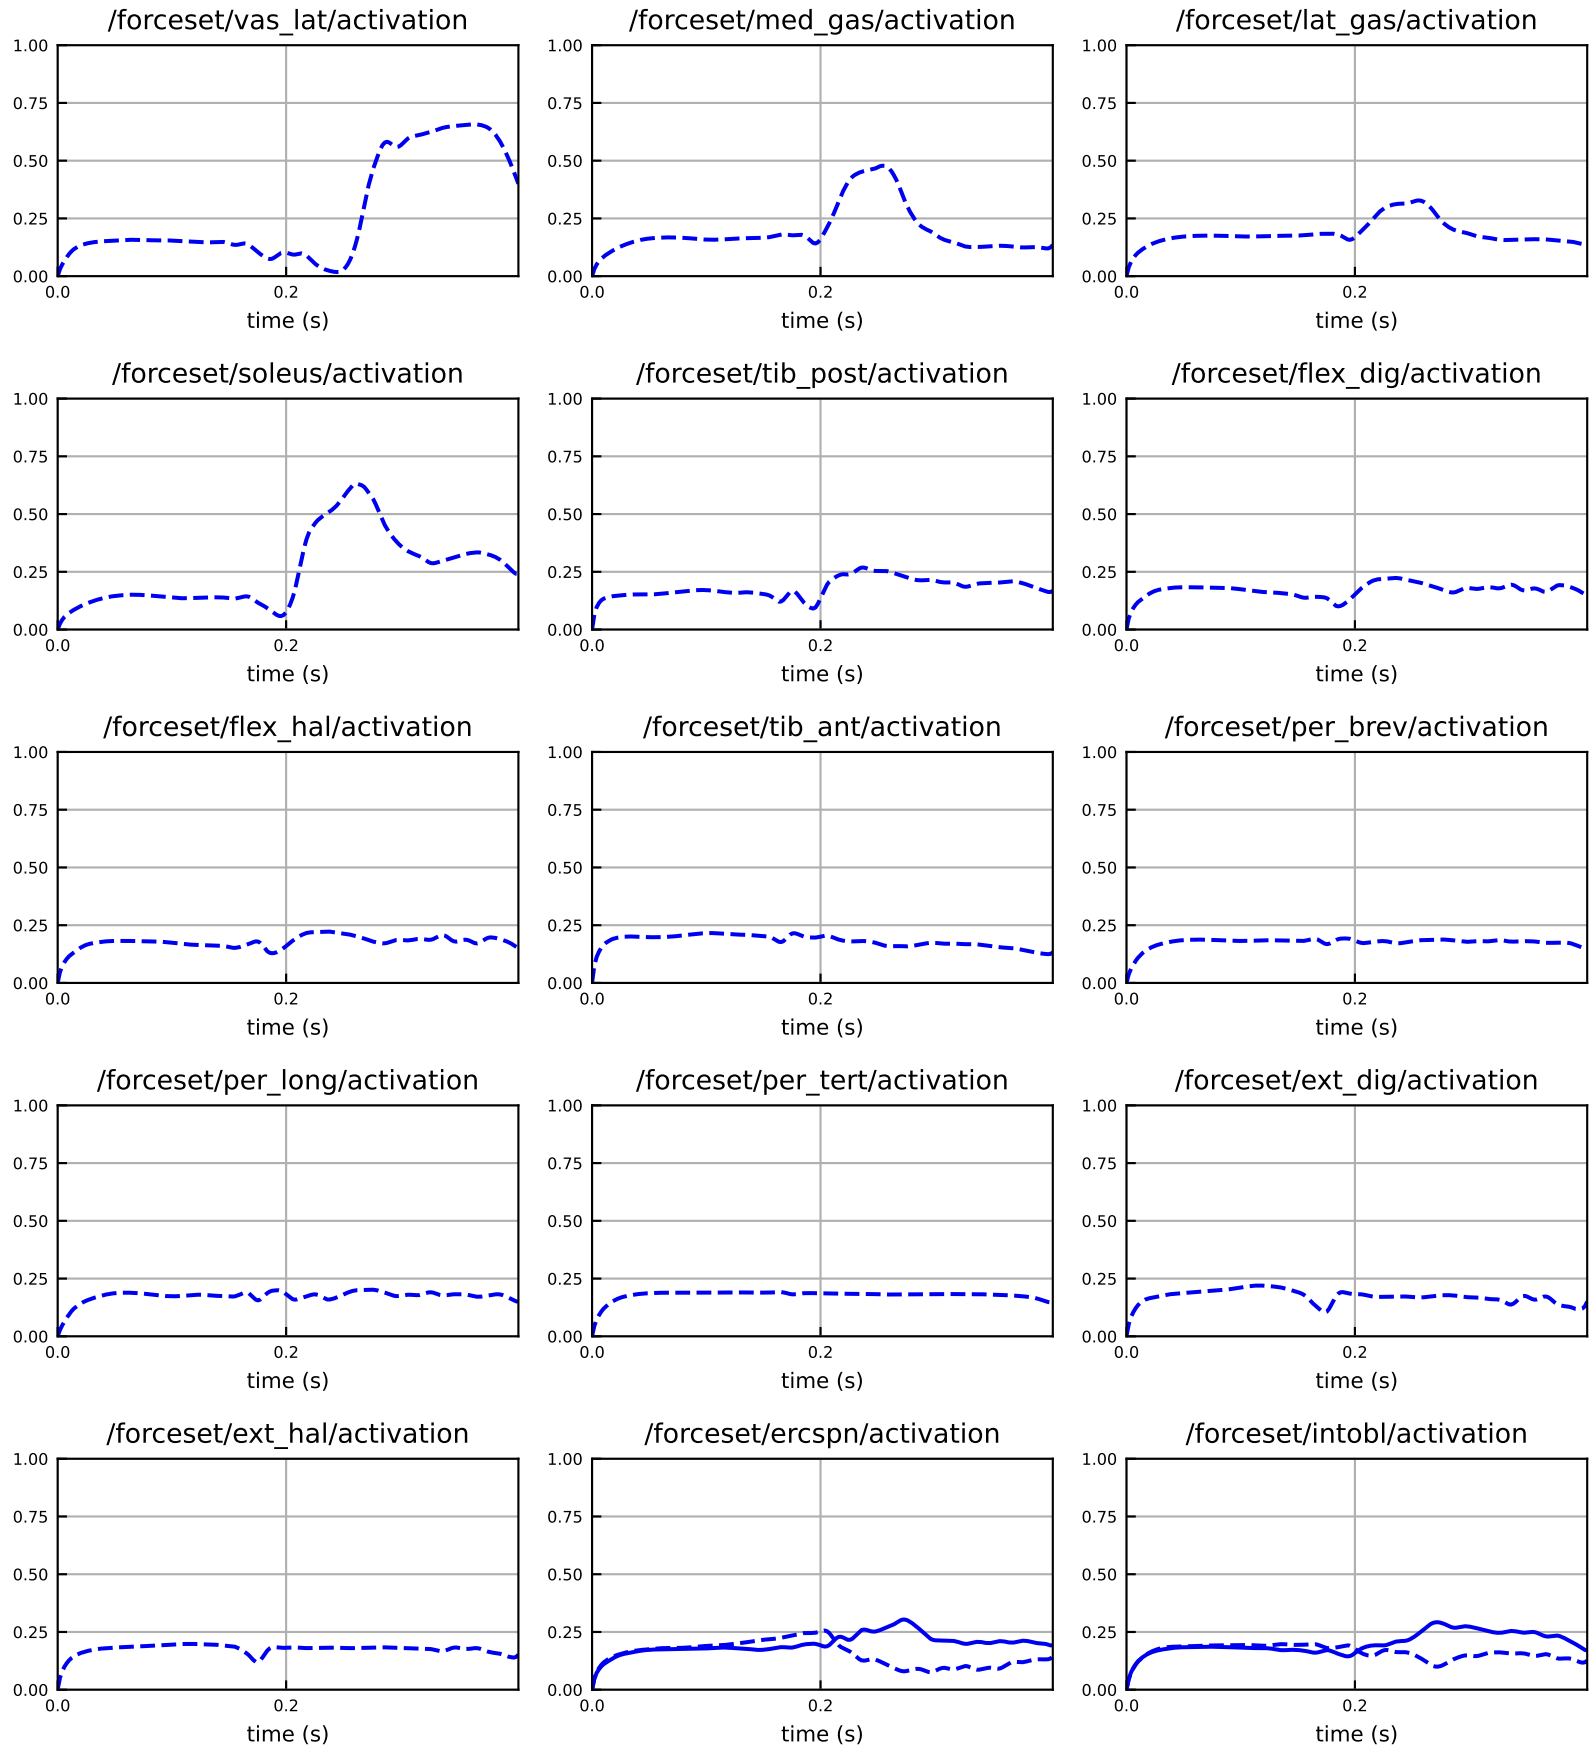 /forceset/vas_lat/activation /forceset/med_gas/activation /forceset/lat_gas/activation
1.00 1.00 1.00
0.75 0.75 0.75
0.50 0.50 0.50
0.25 0.25 0.25
0.00 0.00 0.00
0.0 0.2 0.0 0.2 0.0 0.2
time (s) time (s) time (s)
/forceset/soleus/activation /forceset/tib_post/activation /forceset/flex_dig/activation
1.00 1.00 1.00
0.75 0.75 0.75
0.50 0.50 0.50
0.25 0.25 0.25
0.00 0.00 0.00
0.0 0.2 0.0 0.2 0.0 0.2
time (s) time (s) time (s)
/forceset/flex_hal/activation /forceset/tib_ant/activation /forceset/per_brev/activation
1.00 1.00 1.00
0.75 0.75 0.75
0.50 0.50 0.50
0.25 0.25 0.25
0.00 0.00 0.00
0.0 0.2 0.0 0.2 0.0 0.2
time (s) time (s) time (s)
/forceset/per_long/activation /forceset/per_tert/activation /forceset/ext_dig/activation
1.00 1.00 1.00
0.75 0.75 0.75
0.50 0.50 0.50
0.25 0.25 0.25
0.00 0.00 0.00
0.0 0.2 0.0 0.2 0.0 0.2
time (s) time (s) time (s)
/forceset/ext_hal/activation /forceset/ercspn/activation /forceset/intobl/activation
1.00 1.00 1.00
0.75 0.75 0.75
0.50 0.50 0.50
0.25 0.25 0.25
0.00 0.00 0.00
0.0 0.2 0.0 0.2 0.0 0.2
time (s) time (s) time (s)